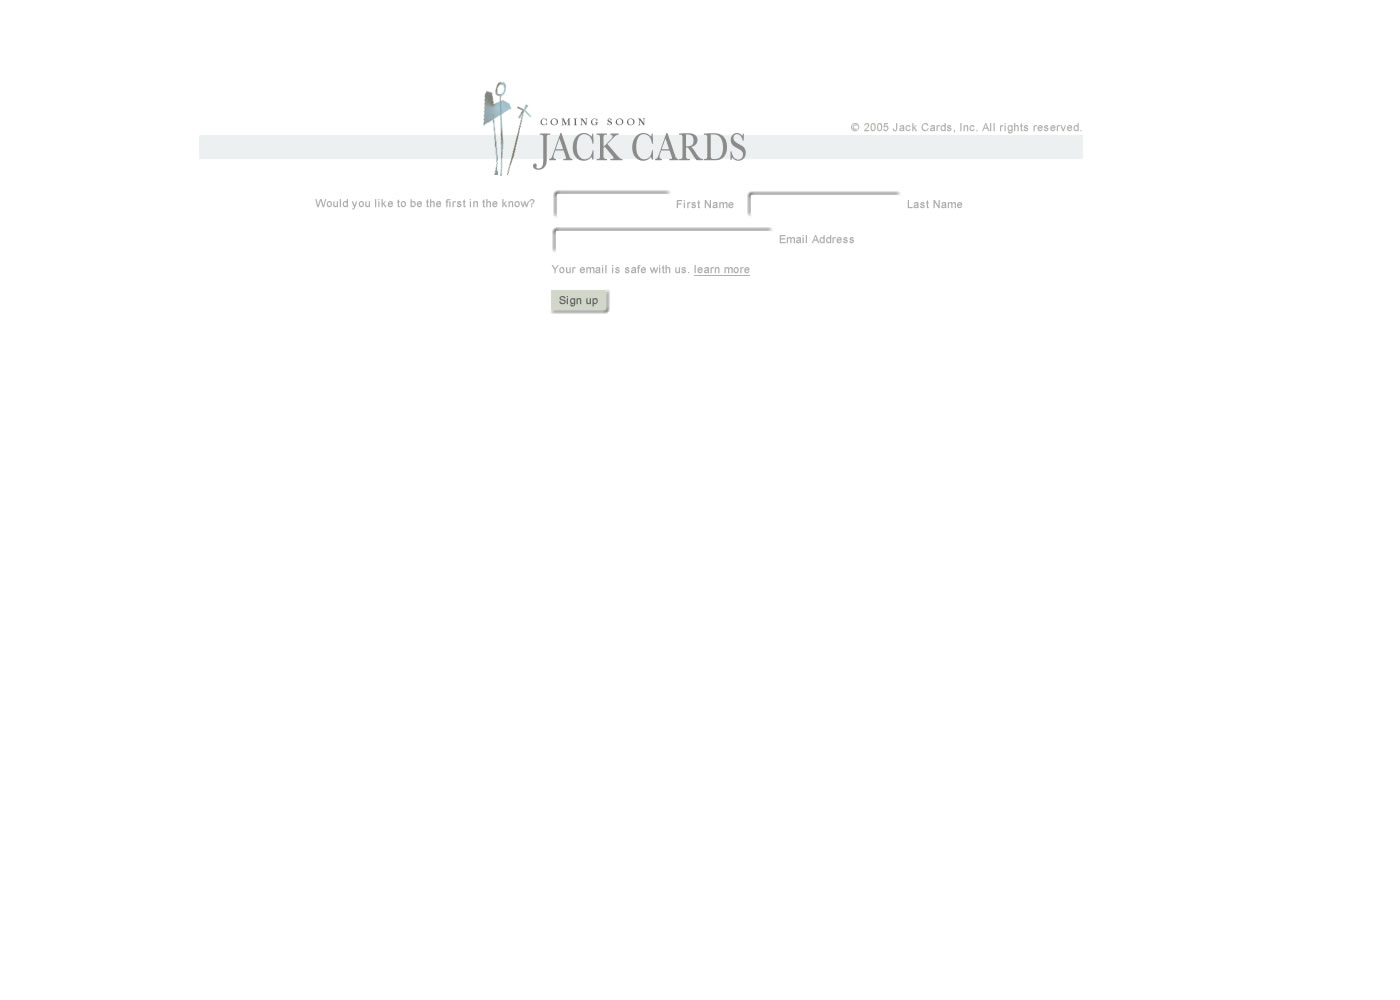 COMING SOON
JACK CARDS
© 2005 Jack Cards, Inc. All rights reserved.
Would you like to be the first in the know?
First Name
Last Name
Email Address
Your email is safe with us. learn more
Sign up